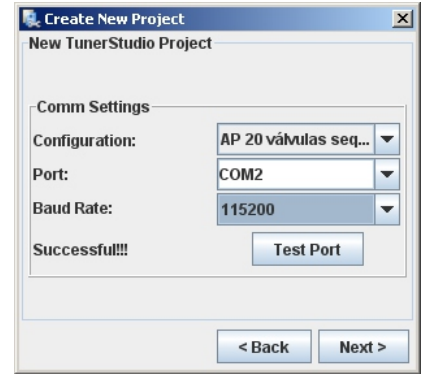 Create New Project
New TunerStudio Project
Comm Settings
Configuration: AP 20 válvulas seq...
Port: COM2
Baud Rate: 115200
Successful!!! Test Port
< Back Next >